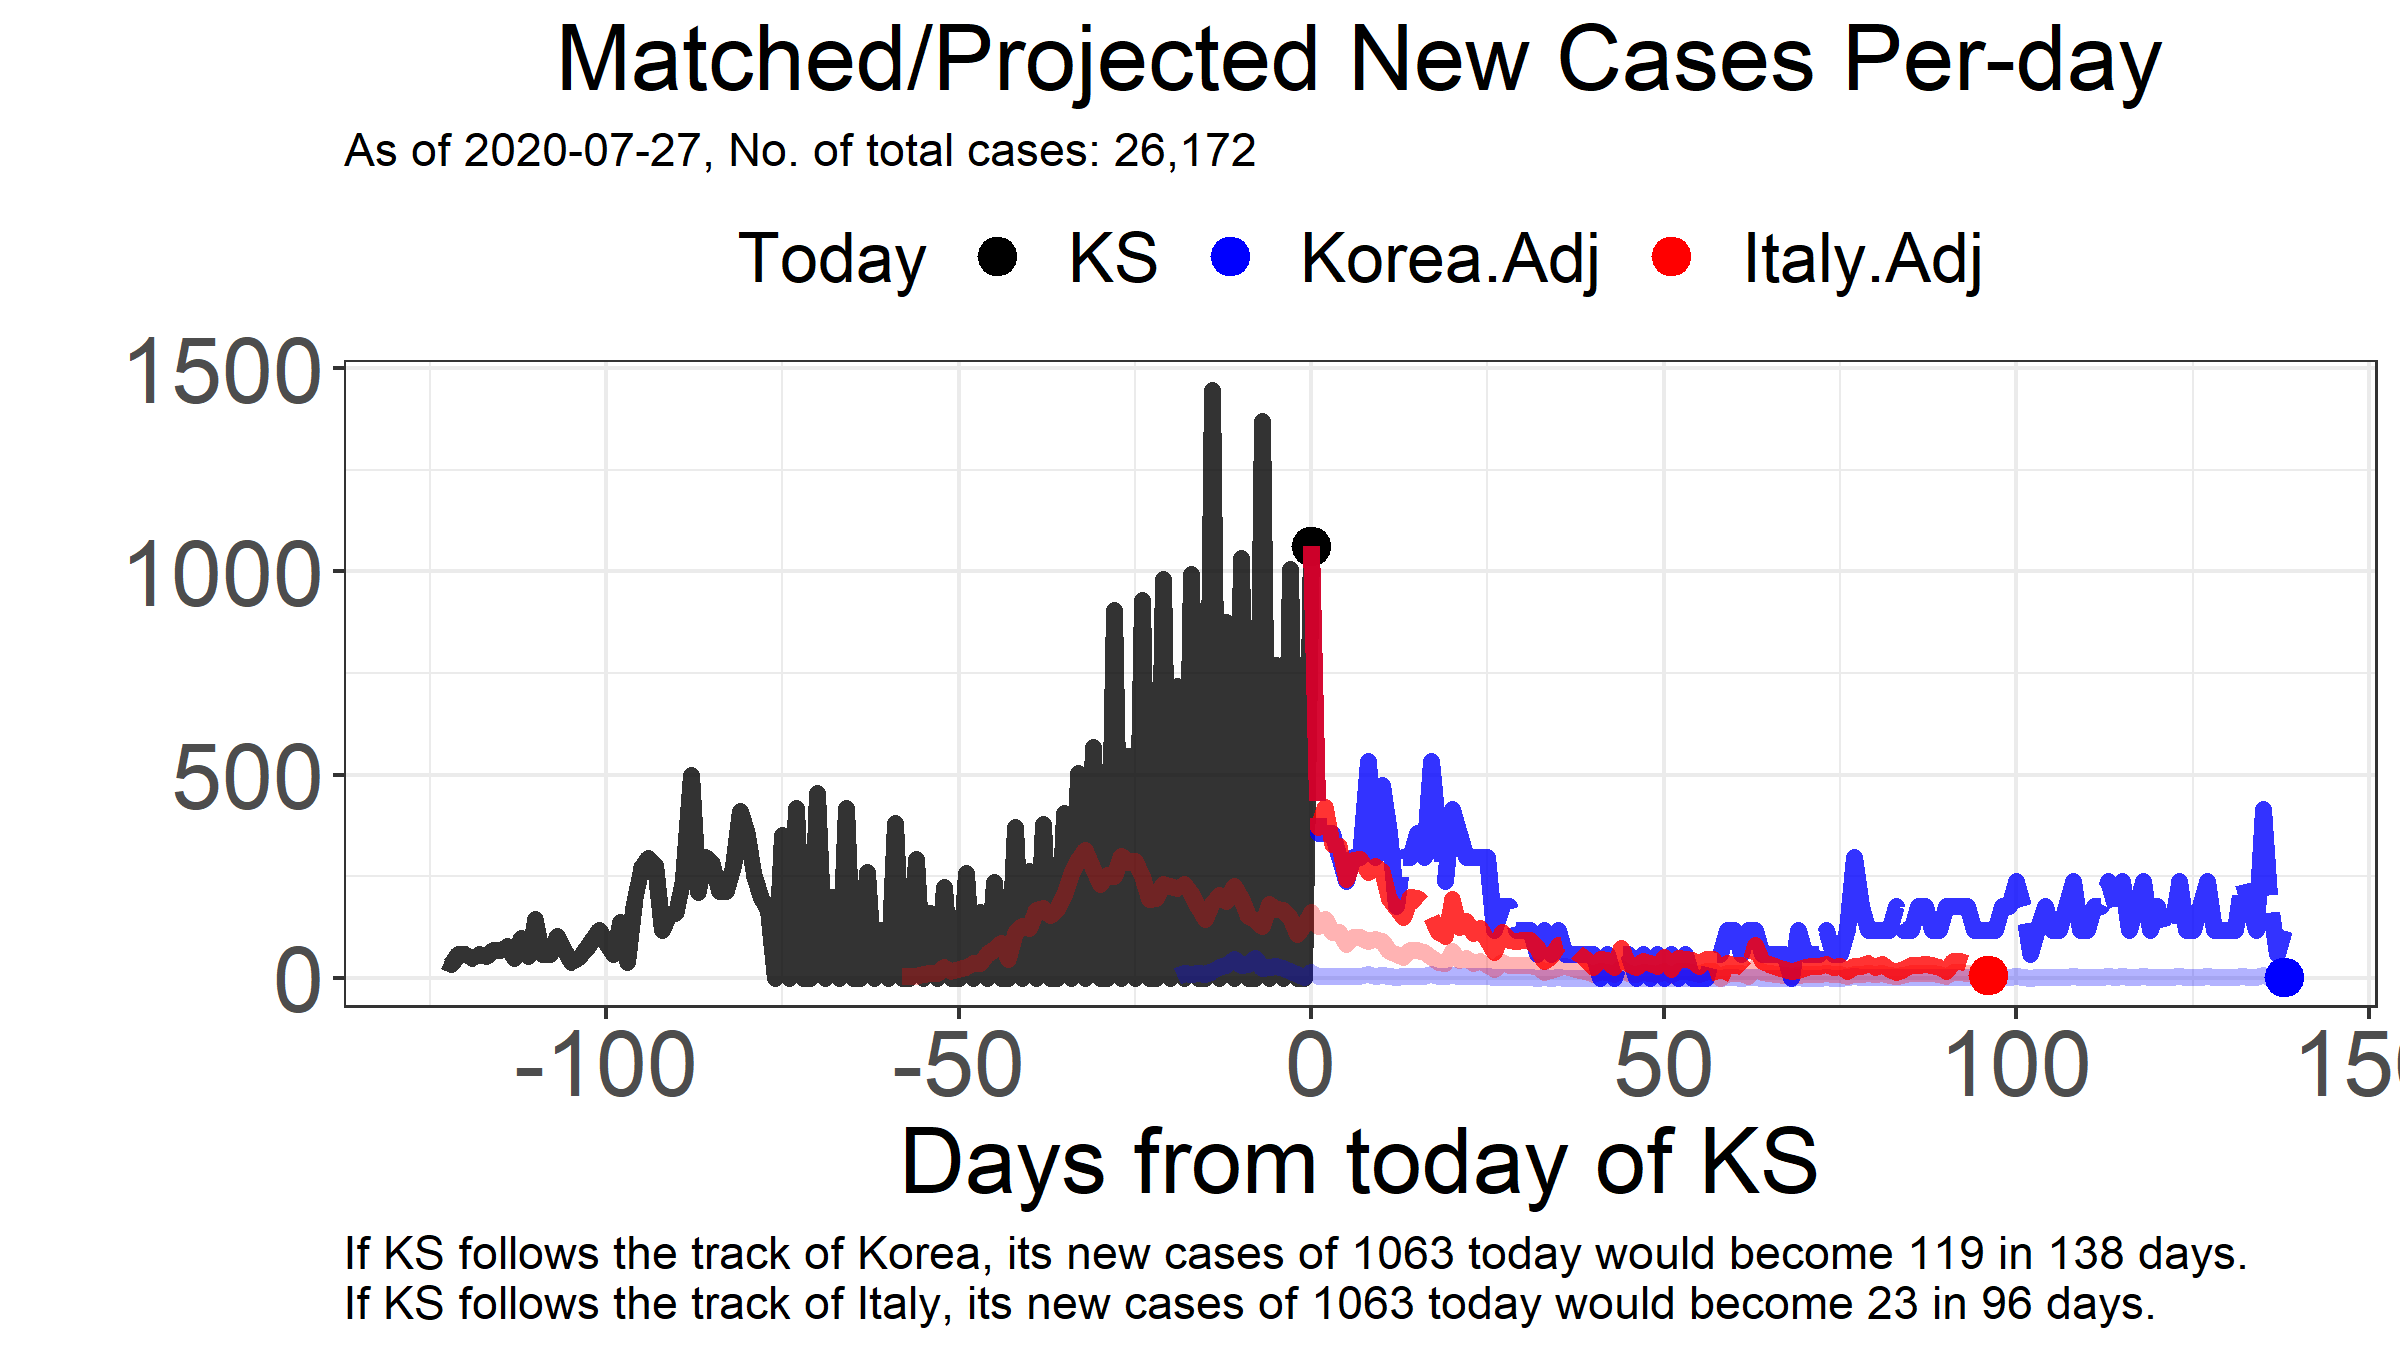 Matched/Projected New Cases Per-day
As of 2020-07-27, No. of total cases: 26,172
Today KS Korea.Adj Italy.Adj
1500
1000
500
0
-100 -50 0 50 100 150
Days from today of KS
If KS follows the track of Korea, its new cases of 1063 today would become 119 in 138 days.
If KS follows the track of Italy, its new cases of 1063 today would become 23 in 96 days.